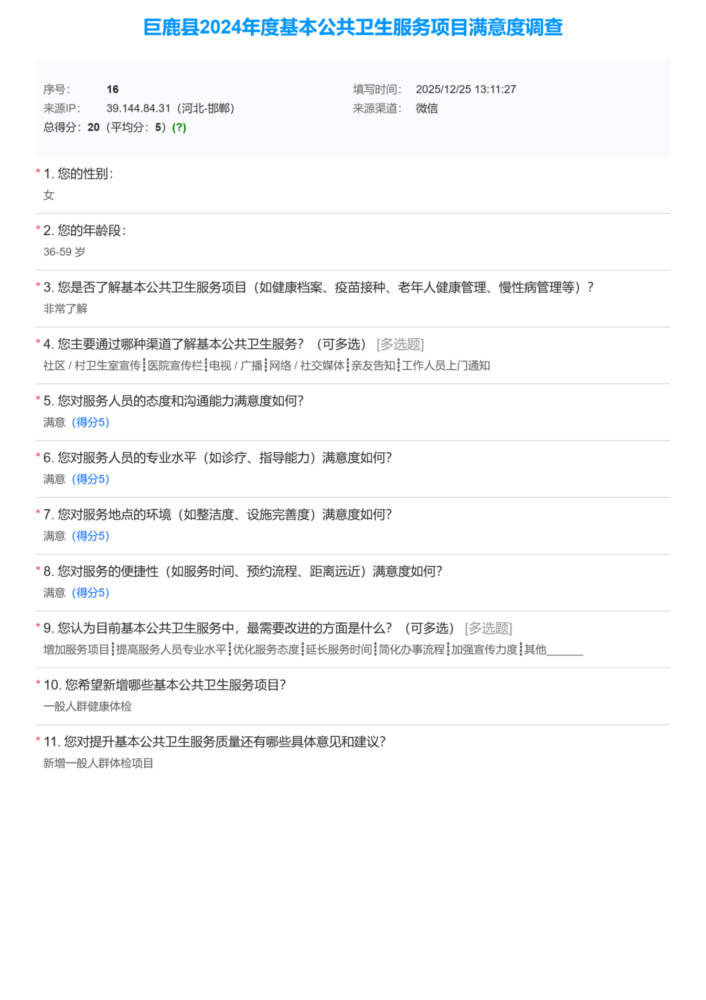 巨鹿县2024年度基本公共卫生服务项目满意度调查
序号： 16 填写时间： 2025/12/25 13:11:27
来源IP： 39.144.84.31（河北-邯郸） 来源渠道： 微信
总得分：20（平均分：5）(?)
* 1. 您的性别：
女
* 2. 您的年龄段：
36-59 岁
* 3. 您是否了解基本公共卫生服务项目（如健康档案、疫苗接种、老年人健康管理、慢性病管理等）？
非常了解
* 4. 您主要通过哪种渠道了解基本公共卫生服务？（可多选） [多选题]
社区 / 村卫生室宣传┋医院宣传栏┋电视 / 广播┋网络 / 社交媒体┋亲友告知┋工作人员上门通知
* 5. 您对服务人员的态度和沟通能力满意度如何？
满意（得分5）
* 6. 您对服务人员的专业水平（如诊疗、指导能力）满意度如何？
满意（得分5）
* 7. 您对服务地点的环境（如整洁度、设施完善度）满意度如何？
满意（得分5）
* 8. 您对服务的便捷性（如服务时间、预约流程、距离远近）满意度如何？
满意（得分5）
* 9. 您认为目前基本公共卫生服务中，最需要改进的方面是什么？（可多选） [多选题]
增加服务项目┋提高服务人员专业水平┋优化服务态度┋延长服务时间┋简化办事流程┋加强宣传力度┋其他______
* 10. 您希望新增哪些基本公共卫生服务项目？
一般人群健康体检
* 11. 您对提升基本公共卫生服务质量还有哪些具体意见和建议？
新增一般人群体检项目